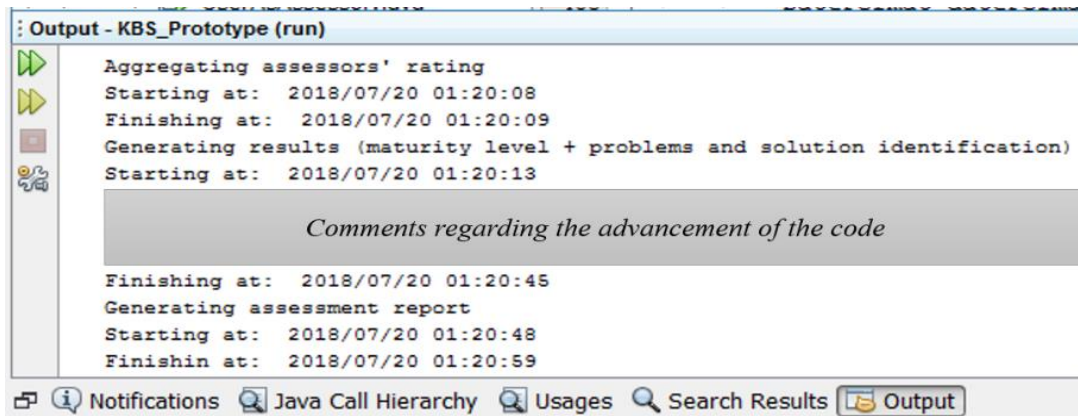 Output - KBS_Prototype (run)
Aggregating assessors' rating
Starting at: 2018/07/20 01:20:08
Finishing at: 2018/07/20 01:20:09
Generating results (maturity level + problems and solution identification)
Starting at: 2018/07/20 01:20:13
Comments regarding the advancement of the code
Finishing at: 2018/07/20 01:20:45
Generating assessment report
Starting at: 2018/07/20 01:20:48
Finishin at: 2018/07/20 01:20:59
Notifications Java Call Hierarchy Usages Search Results Output